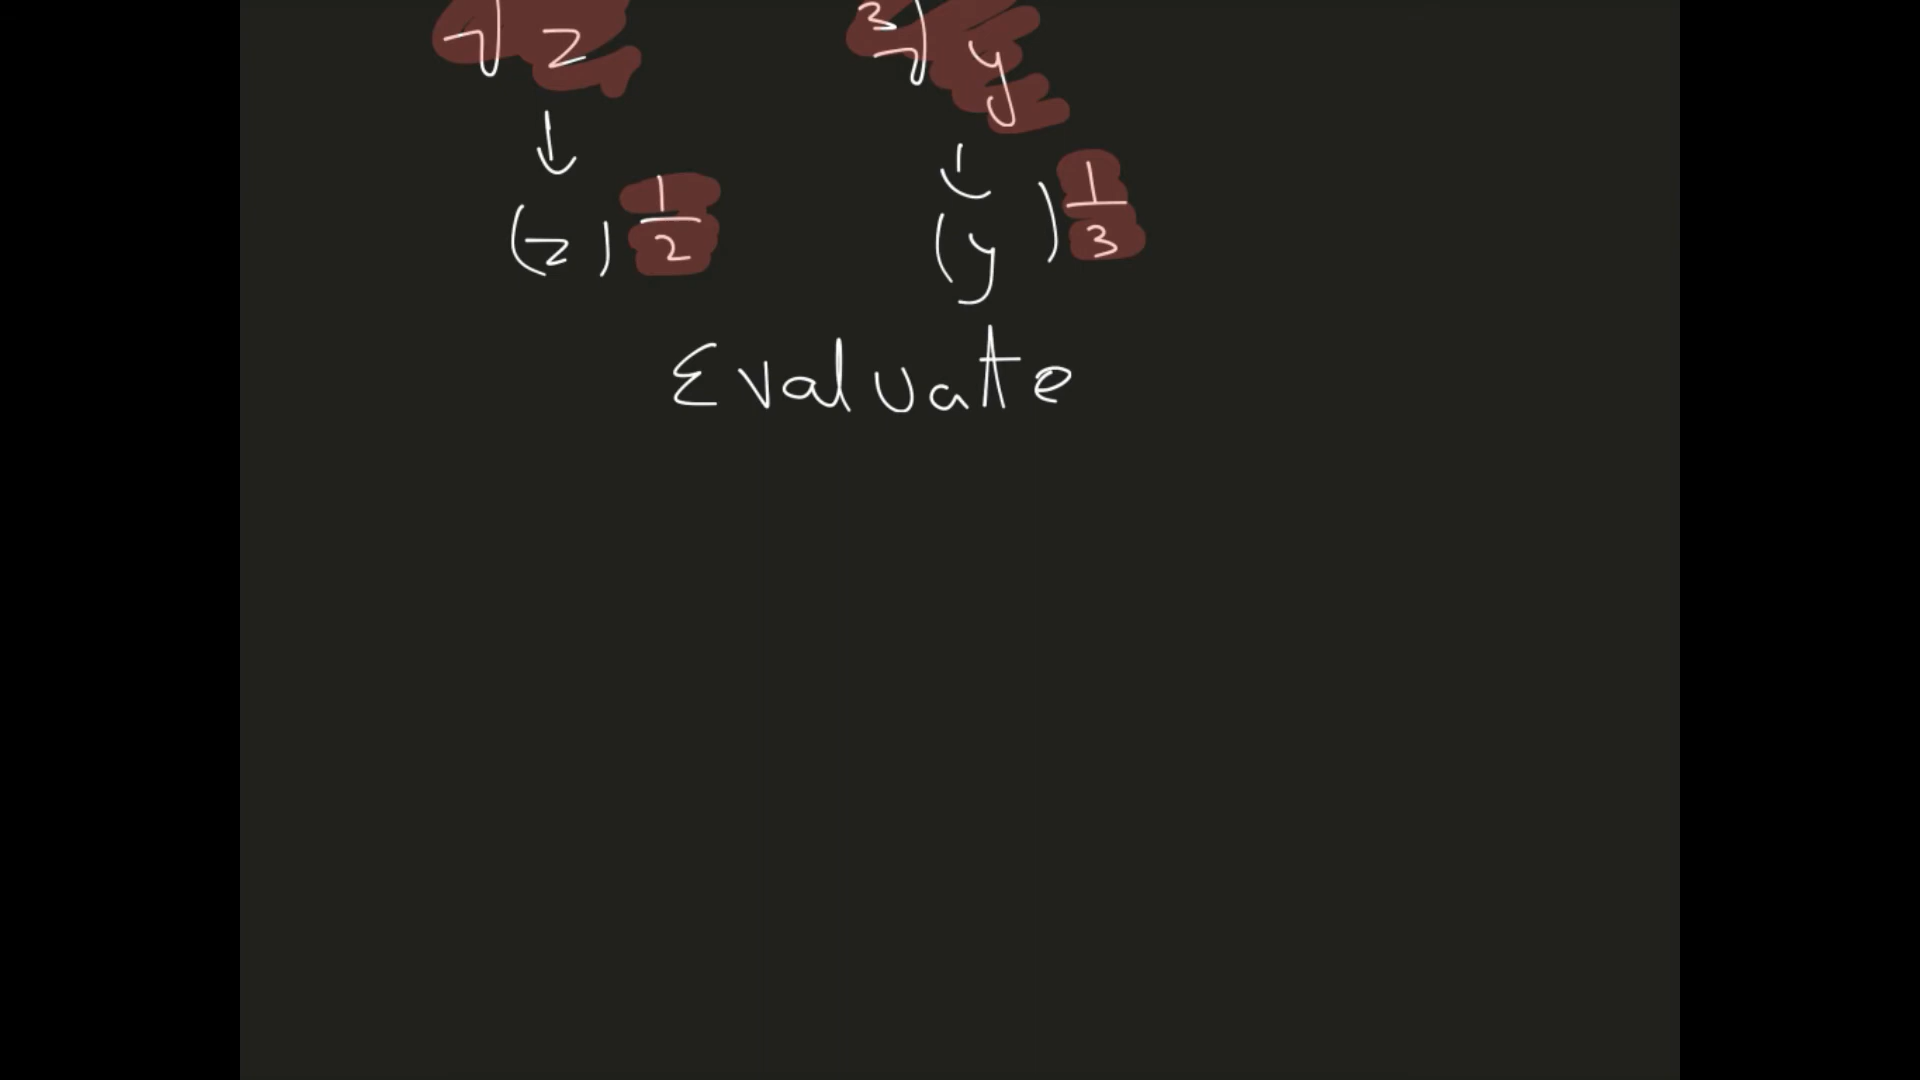 √z ∛y
↓ ↓
(z)^1/2 (y)^1/3
Evaluate